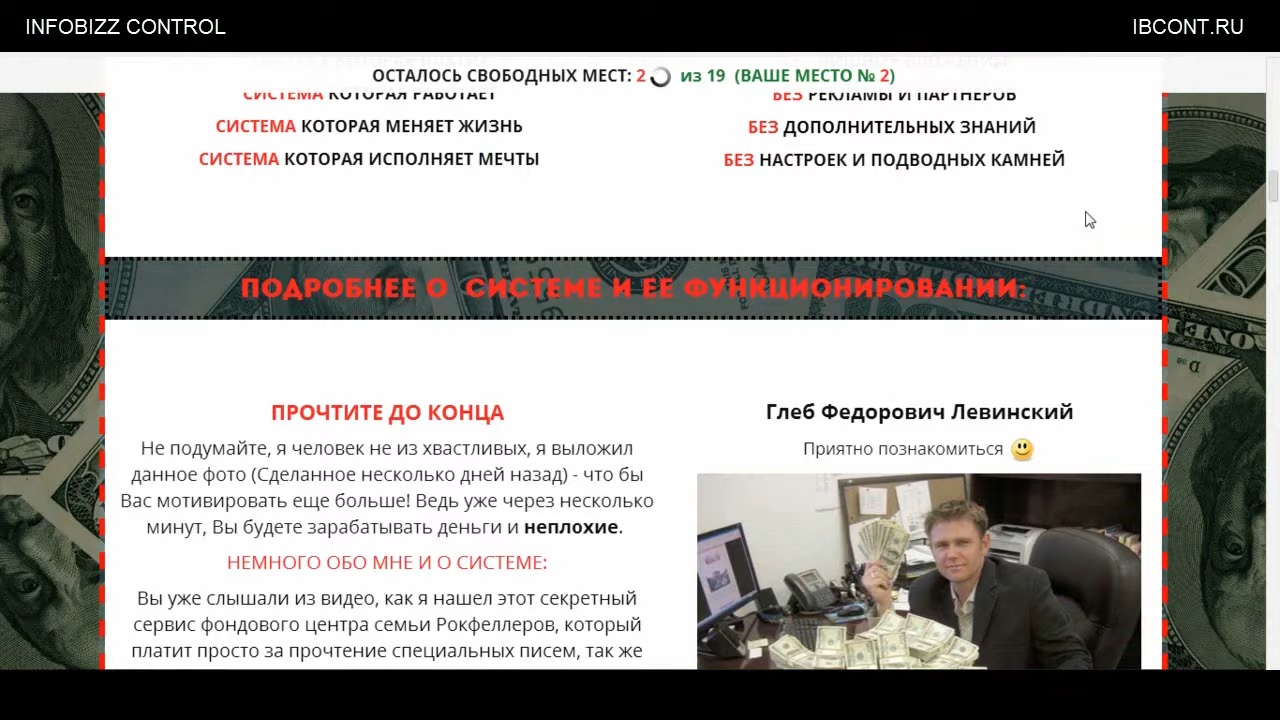 INFOBIZZ CONTROL
IBCONT.RU
ОСТАЛОСЬ СВОБОДНЫХ МЕСТ: 2 из 19 (ВАШЕ МЕСТО № 2)
СИСТЕМА КОТОРАЯ РАБОТАЕТ
БЕЗ РЕКЛАМЫ И ПАРТНЕРОВ
СИСТЕМА КОТОРАЯ МЕНЯЕТ ЖИЗНЬ
БЕЗ ДОПОЛНИТЕЛЬНЫХ ЗНАНИЙ
СИСТЕМА КОТОРАЯ ИСПОЛНЯЕТ МЕЧТЫ
БЕЗ НАСТРОЕК И ПОДВОДНЫХ КАМНЕЙ
ПОДРОБНЕЕ О СИСТЕМЕ И ЕЕ ФУНКЦИОНИРОВАНИИ:
ПРОЧТИТЕ ДО КОНЦА
Не подумайте, я человек не из хвастливых, я выложил
данное фото (Сделанное несколько дней назад) - что бы
Вас мотивировать еще больше! Ведь уже через несколько
минут, Вы будете зарабатывать деньги и неплохие.
НЕМНОГО ОБО МНЕ И О СИСТЕМЕ:
Вы уже слышали из видео, как я нашел этот секретный
сервис фондового центра семьи Рокфеллеров, который
платит просто за прочтение специальных писем, так же
Глеб Федорович Левинский
Приятно познакомиться